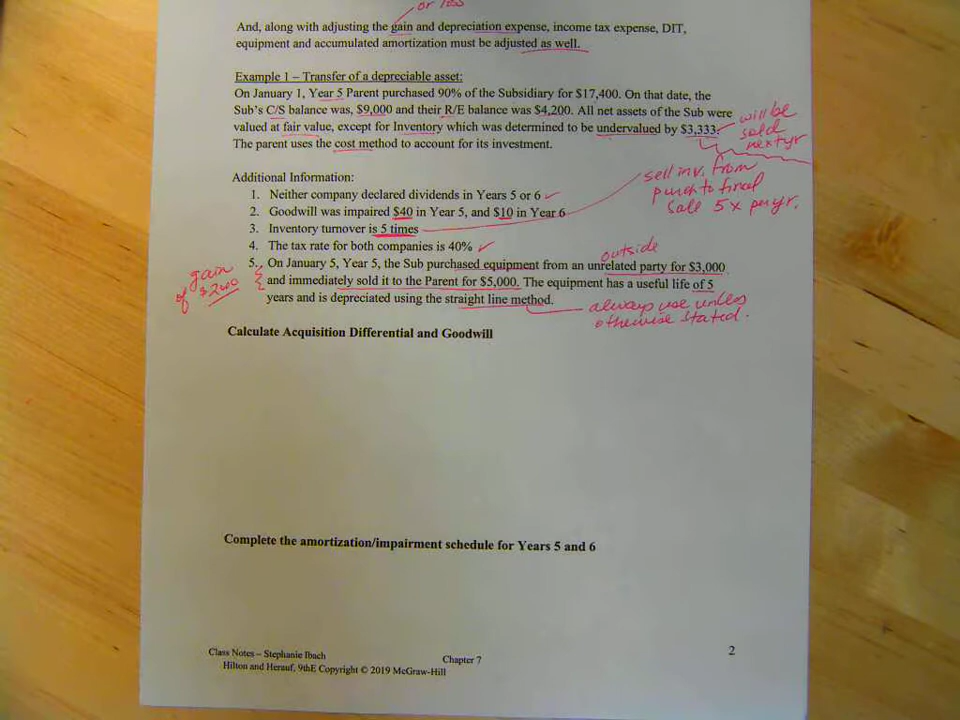 or less
And, along with adjusting the gain and depreciation expense, income tax expense, DIT,
equipment and accumulated amortization must be adjusted as well.
Example 1 – Transfer of a depreciable asset:
On January 1, Year 5 Parent purchased 90% of the Subsidiary for $17,400. On that date, the
Sub's C/S balance was, $9,000 and their R/E balance was $4,200. All net assets of the Sub were
valued at fair value, except for Inventory which was determined to be undervalued by $3,333.
The parent uses the cost method to account for its investment.
will be
sold
next yr
Additional Information:
1. Neither company declared dividends in Years 5 or 6
2. Goodwill was impaired $40 in Year 5, and $10 in Year 6
3. Inventory turnover is 5 times
sell inv. from
purch to final
sale 5x per yr.
4. The tax rate for both companies is 40%
outside
5. On January 5, Year 5, the Sub purchased equipment from an unrelated party for $3,000
and immediately sold it to the Parent for $5,000. The equipment has a useful life of 5
years and is depreciated using the straight line method.
gain
of $2000
always use unless
otherwise stated.
Calculate Acquisition Differential and Goodwill
Complete the amortization/impairment schedule for Years 5 and 6
Class Notes – Stephanie Ibach
Chapter 7
2
Hilton and Herauf, 9thE Copyright © 2019 McGraw-Hill